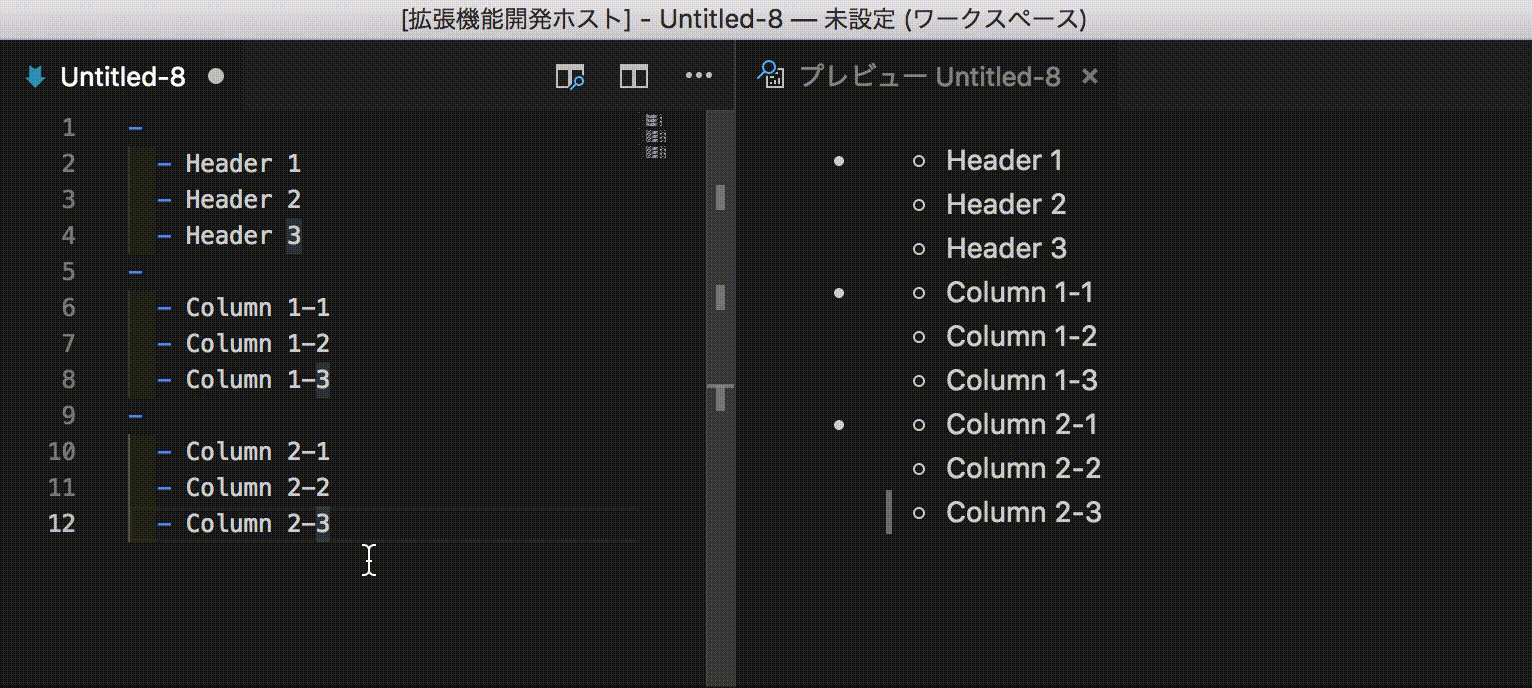 [拡張機能開発ホスト] - Untitled-8 — 未設定 (ワークスペース)
Untitled-8
プレビュー Untitled-8
1 -
2 - Header 1
3 - Header 2
4 - Header 3
5 -
6 - Column 1-1
7 - Column 1-2
8 - Column 1-3
9 -
10 - Column 2-1
11 - Column 2-2
12 - Column 2-3
Header 1
Header 2
Header 3
Column 1-1
Column 1-2
Column 1-3
Column 2-1
Column 2-2
Column 2-3